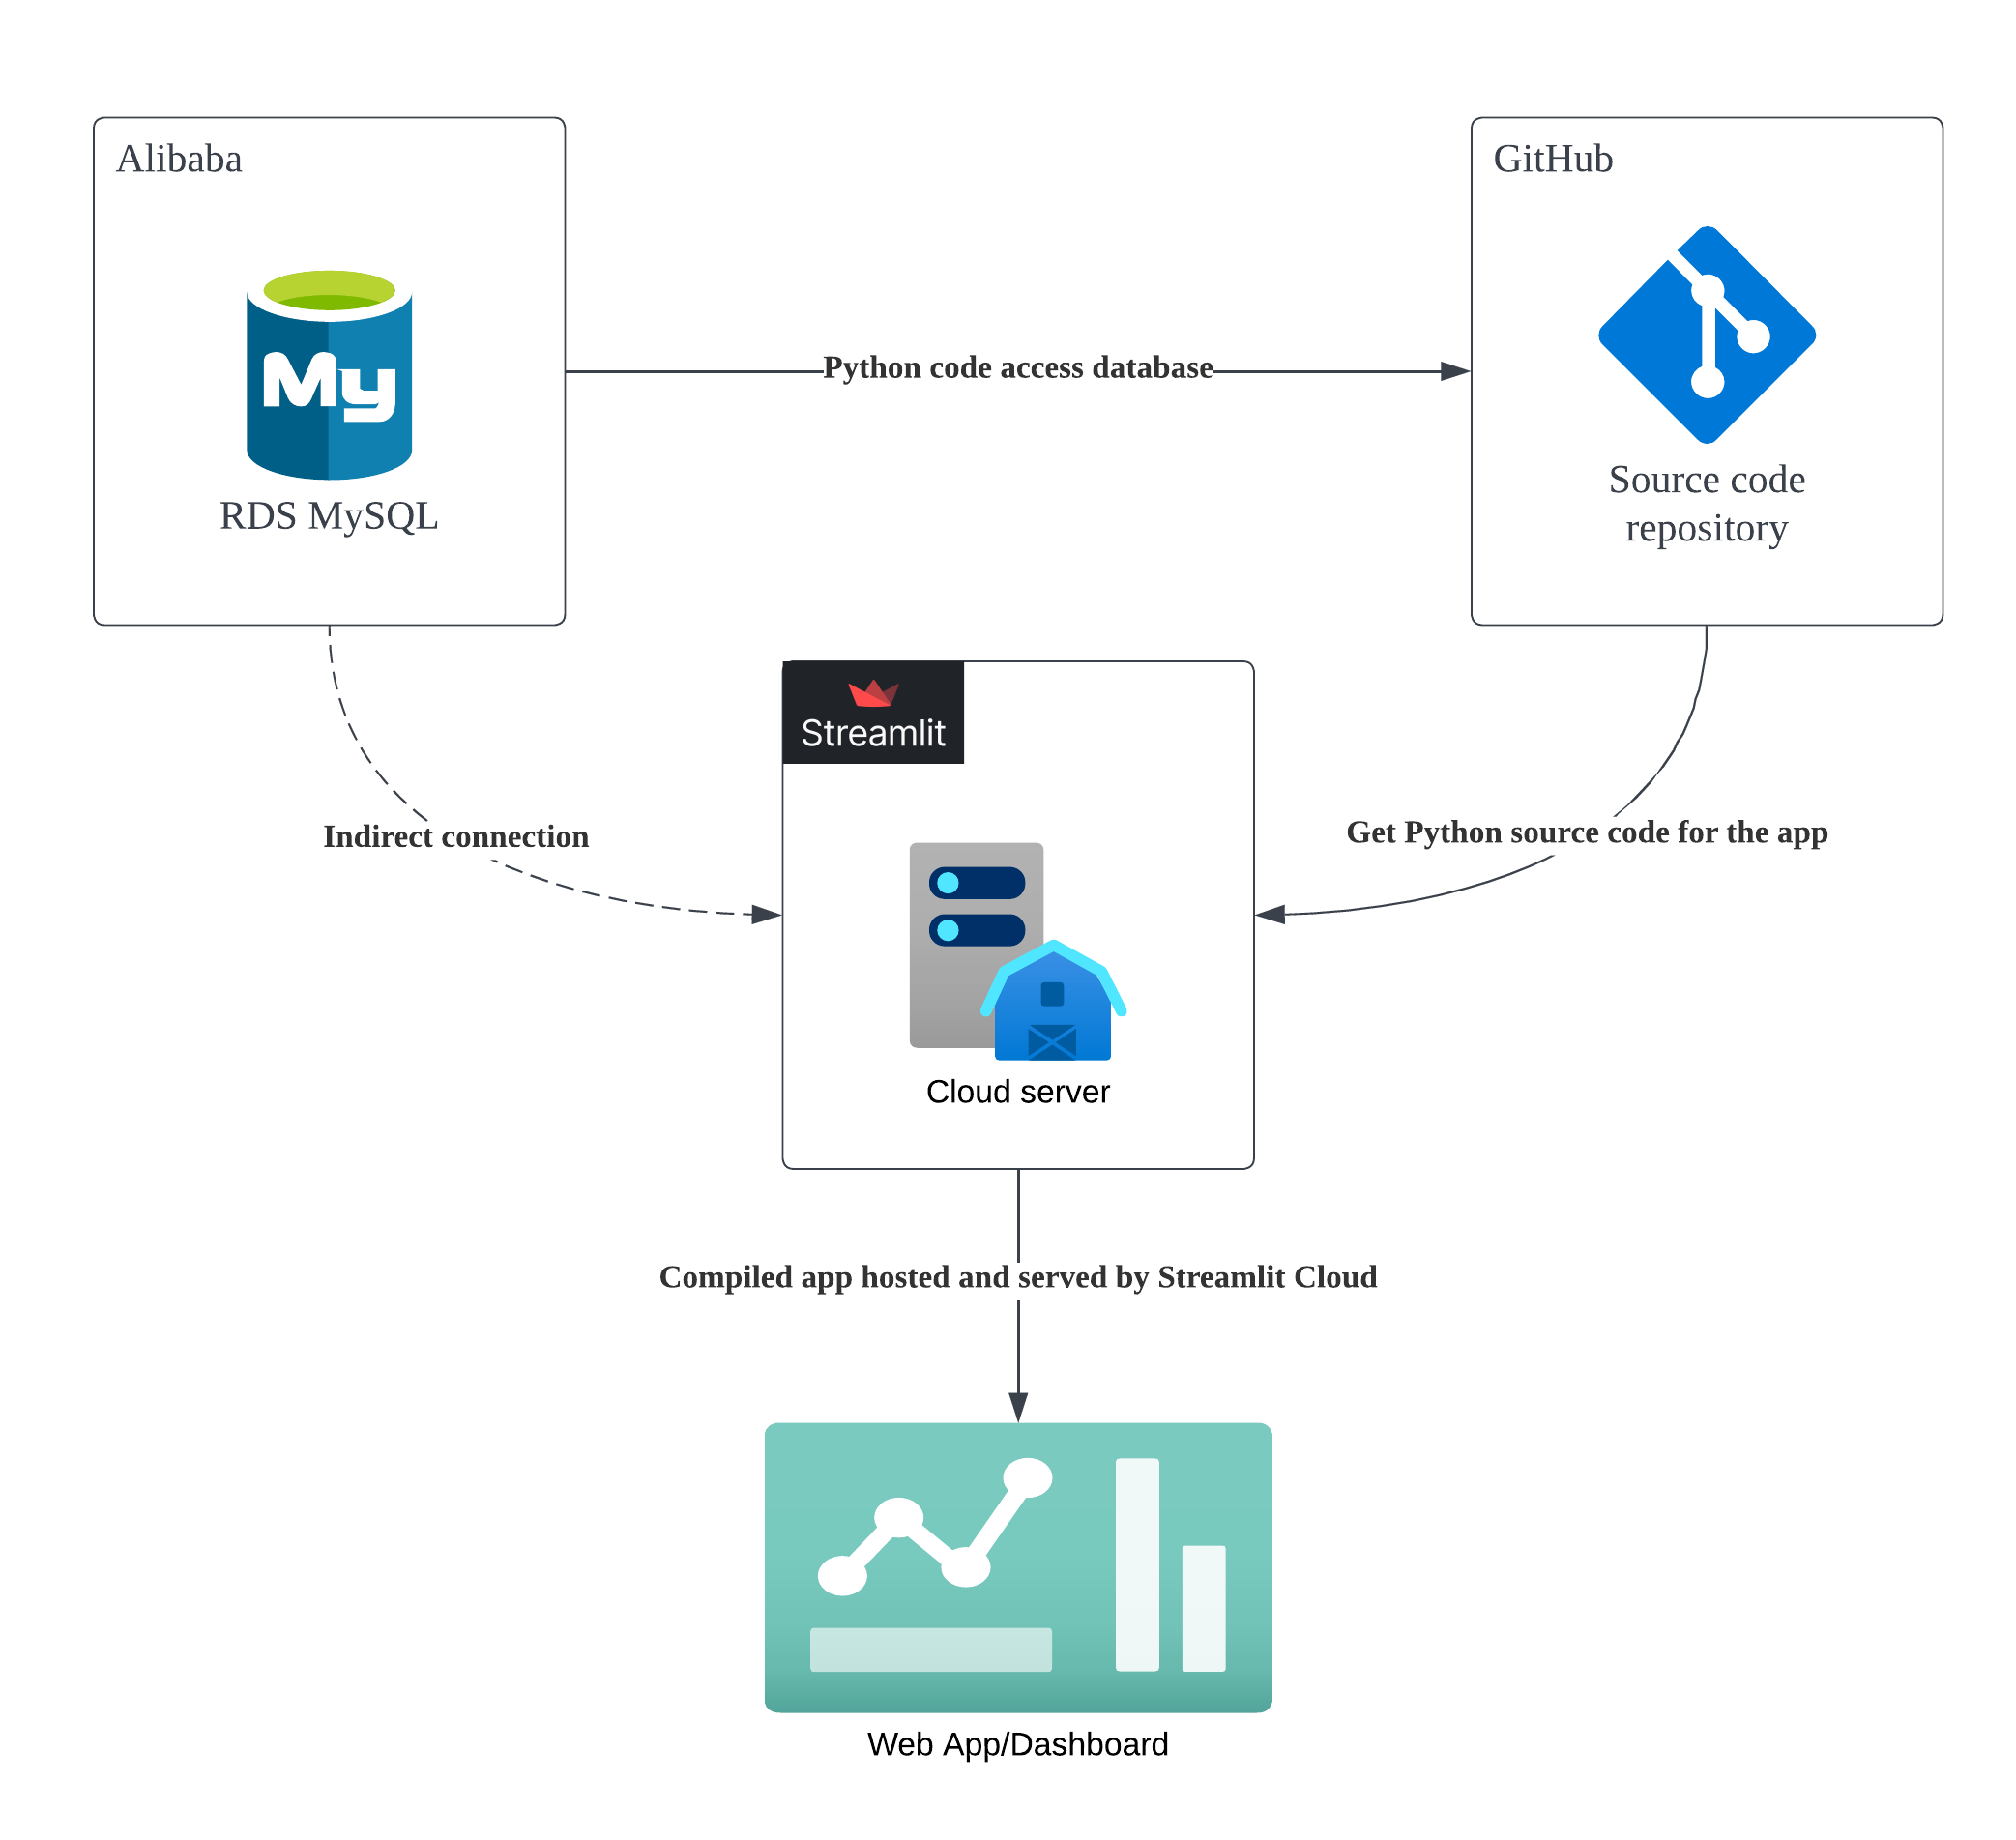 Alibaba
GitHub
My
RDS MySQL
Python code access database
Source code
repository
Streamlit
Indirect connection
Get Python source code for the app
Cloud server
Compiled app hosted and served by Streamlit Cloud
Web App/Dashboard